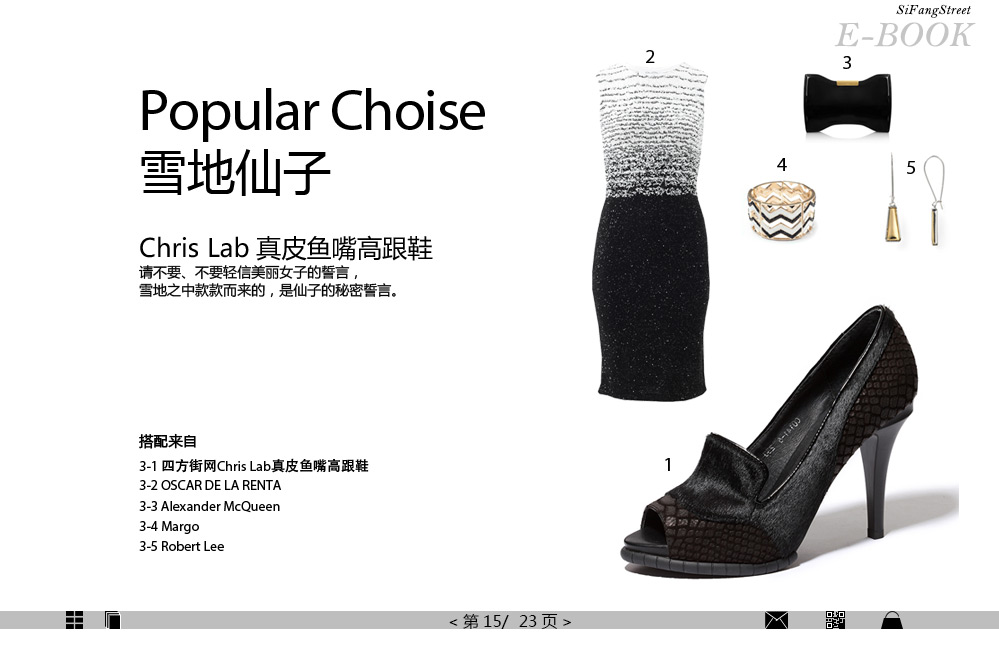 SiFangStreet
E-BOOK
Popular Choise
雪地仙子
Chris Lab 真皮鱼嘴高跟鞋
请不要、不要轻信美丽女子的誓言，
雪地之中款款而来的，是仙子的秘密誓言。
2
3
4
5
1
搭配来自
3-1 四方街网Chris Lab真皮鱼嘴高跟鞋
3-2 OSCAR DE LA RENTA
3-3 Alexander McQueen
3-4 Margo
3-5 Robert Lee
< 第 15/ 23 页 >